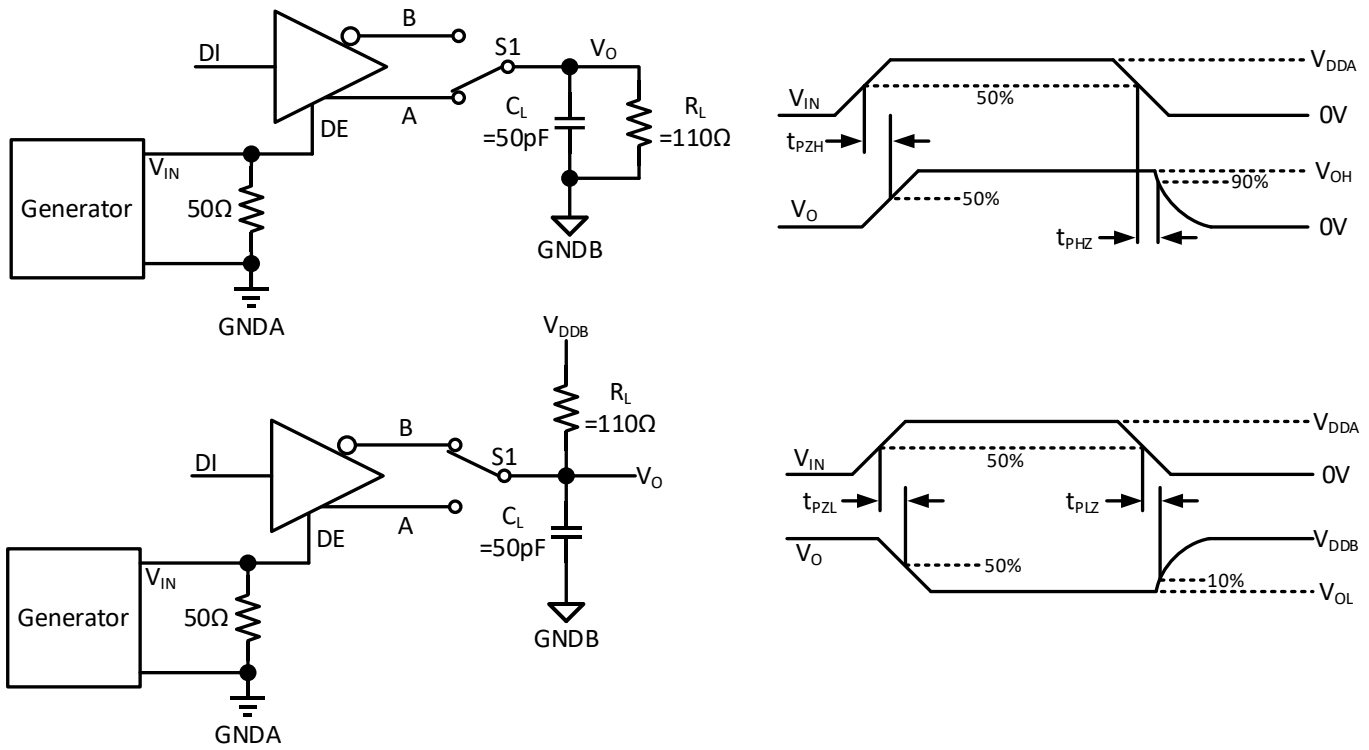 B
DI
S1
VO
A
CL
=50pF
RL
=110Ω
DE
VIN
Generator
50Ω
GNDA
GNDB
VIN
50%
VDDA
0V
tPZH
VO
50%
VOH
90%
tPHZ
0V
VDDB
RL
=110Ω
B
DI
S1
VO
A
CL
=50pF
DE
VIN
Generator
50Ω
GNDA
GNDB
VIN
50%
VDDA
0V
tPZL
tPLZ
VO
50%
VDDB
10%
VOL